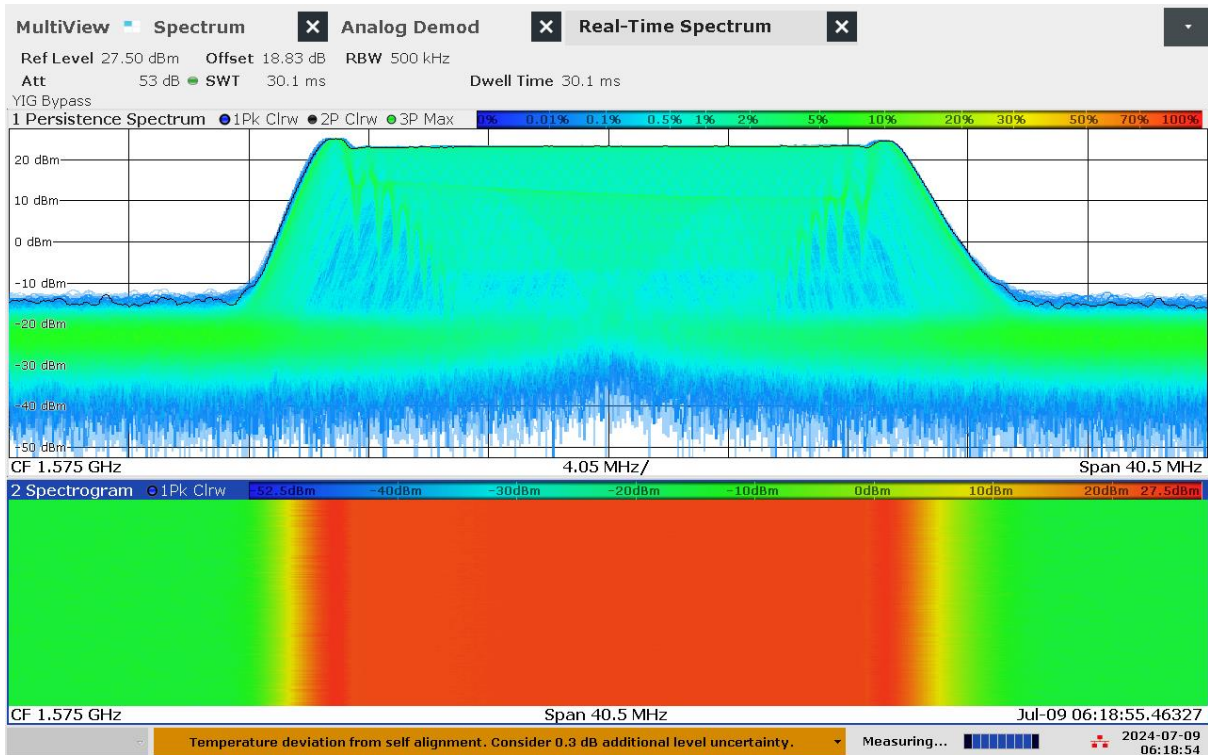 MultiView Spectrum X Analog Demod X Real-Time Spectrum X
Ref Level 27.50 dBm Offset 18.83 dB RBW 500 kHz
Att 53 dB SWT 30.1 ms Dwell Time 30.1 ms
YIG Bypass
1 Persistence Spectrum 1Pk Clrw 2P Clrw 3P Max 0% 0.01% 0.1% 0.5% 1% 2% 5% 10% 20% 30% 50% 70% 100%
20 dBm
10 dBm
0 dBm
-10 dBm
-20 dBm
-30 dBm
-40 dBm
-50 dBm
CF 1.575 GHz 4.05 MHz/ Span 40.5 MHz
2 Spectrogram 1Pk Clrw -52.5dBm -40dBm -30dBm -20dBm -10dBm 0dBm 10dBm 20dBm 27.5dBm
CF 1.575 GHz Span 40.5 MHz Jul-09 06:18:55.46327
Temperature deviation from self alignment. Consider 0.3 dB additional level uncertainty. Measuring... 2024-07-09
06:18:54